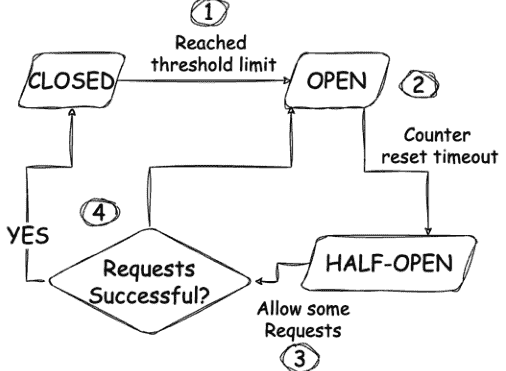 1
Reached
threshold limit
CLOSED
OPEN
2
Counter
reset timeout
4
YES
Requests
Successful?
HALF-OPEN
Allow some
Requests
3